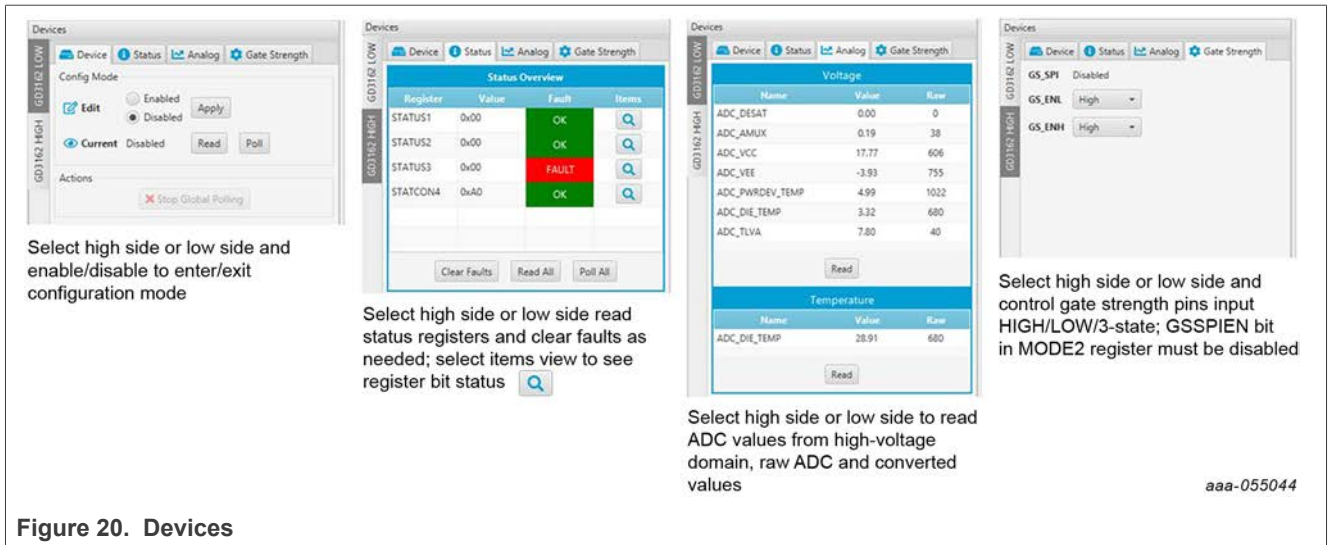 Devices
GD3162 LOW
GD3162 HIGH
Device Status Analog Gate Strength
Config Mode
Edit
Enabled
Disabled
Apply
Current Disabled Read Poll
Actions
Stop Global Polling
Select high side or low side and
enable/disable to enter/exit
configuration mode
Devices
GD3162 LOW
GD3162 HIGH
Device Status Analog Gate Strength
Status Overview
Register Value Fault Items
STATUS1 0x00 OK
STATUS2 0x00 OK
STATUS3 0x00 FAULT
STATCON4 0xA0 OK
Clear Faults Read All Poll All
Select high side or low side read
status registers and clear faults as
needed; select items view to see
register bit status
Devices
GD3162 LOW
GD3162 HIGH
Device Status Analog Gate Strength
Voltage
Name Value Raw
ADC_DESAT 0.00 0
ADC_AMUX 0.19 38
ADC_VCC 17.77 606
ADC_VEE -3.93 755
ADC_PWRDEV_TEMP 4.99 1022
ADC_DIE_TEMP 3.32 680
ADC_TLVA 7.80 40
Read
Temperature
Name Value Raw
ADC_DIE_TEMP 28.91 680
Read
Select high side or low side to read
ADC values from high-voltage
domain, raw ADC and converted
values
Devices
GD3162 LOW
GD3162 HIGH
Device Status Analog Gate Strength
GS_SPI Disabled
GS_ENL High
GS_ENH High
Select high side or low side and
control gate strength pins input
HIGH/LOW/3-state; GSSPIEN bit
in MODE2 register must be disabled
aaa-055044
Figure 20. Devices